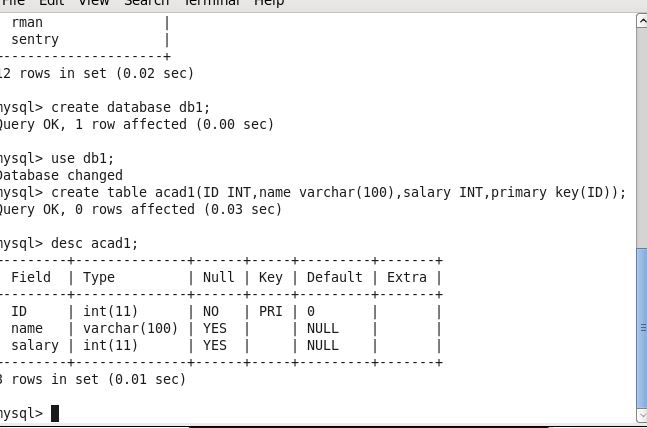 File Edit View Search Terminal Help
rman |
sentry |
--------------------+
12 rows in set (0.02 sec)
mysql> create database db1;
Query OK, 1 row affected (0.00 sec)
mysql> use db1;
Database changed
mysql> create table acad1(ID INT,name varchar(100),salary INT,primary key(ID));
Query OK, 0 rows affected (0.03 sec)
mysql> desc acad1;
--------+--------------+------+-----+---------+-------+
Field | Type | Null | Key | Default | Extra |
--------+--------------+------+-----+---------+-------+
ID | int(11) | NO | PRI | 0 | |
name | varchar(100) | YES | | NULL | |
salary | int(11) | YES | | NULL | |
--------+--------------+------+-----+---------+-------+
3 rows in set (0.01 sec)
mysql>